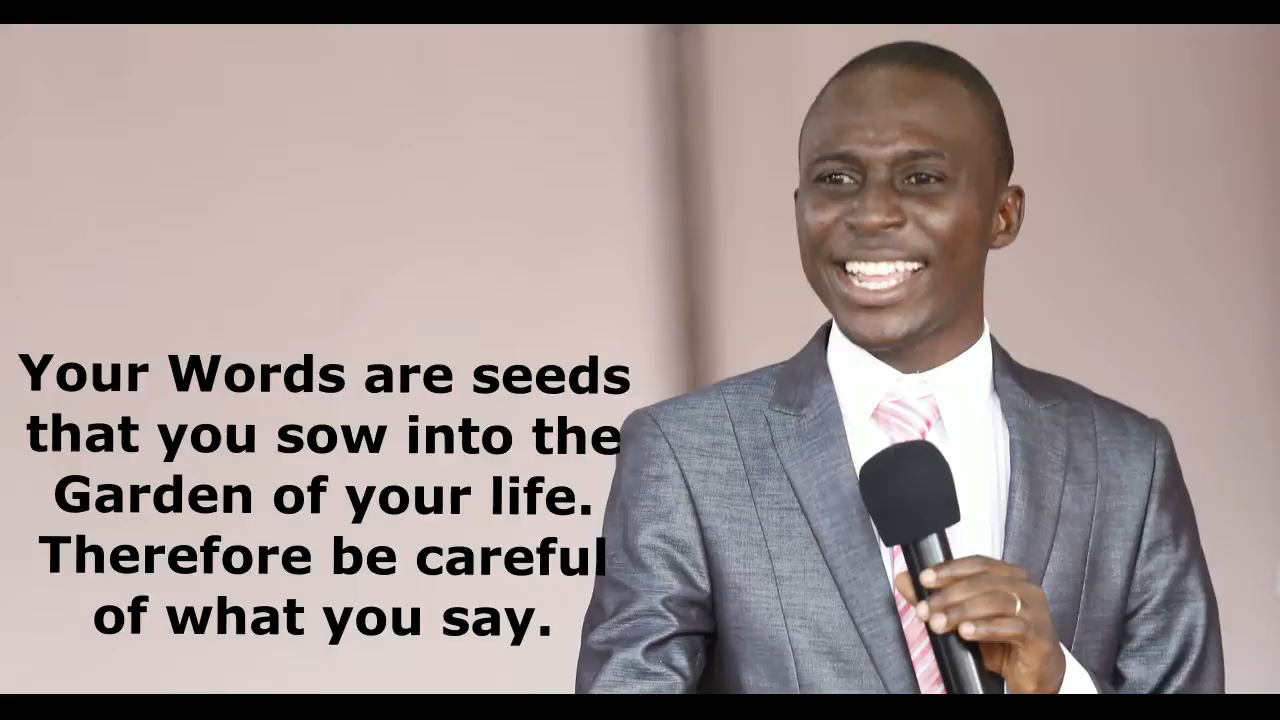 Your Words are seeds
that you sow into the
Garden of your life.
Therefore be careful
of what you say.